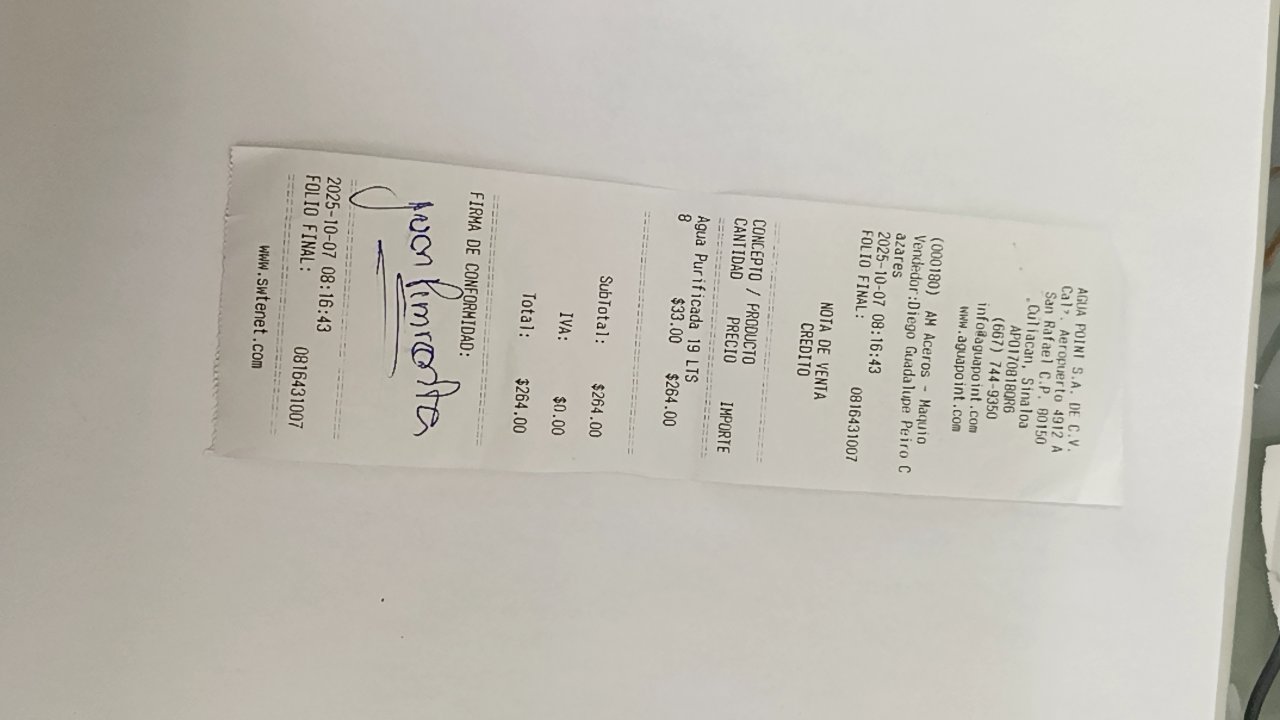 AGUA POINT S.A. DE C.V.
Calz. Aeropuerto 4912 A
San Rafael C.P. 80150
,Culiacan, Sinaloa
APO170818QR6
(667) 744-9350
info@aguapoint.com
www.aguapoint.com
(000180) AM Aceros - Maquio
Vendedor:Diego Guadalupe Peiro C
azares
2025-10-07 08:16:43
FOLIO FINAL: 0816431007
NOTA DE VENTA
CREDITO
CONCEPTO / PRODUCTO
CANTIDAD PRECIO IMPORTE
Agua Purificada 19 LTS
8 $33.00 $264.00
SubTotal: $264.00
IVA: $0.00
Total: $264.00
FIRMA DE CONFORMIDAD:
2025-10-07 08:16:43
FOLIO FINAL: 0816431007
www.swtenet.com